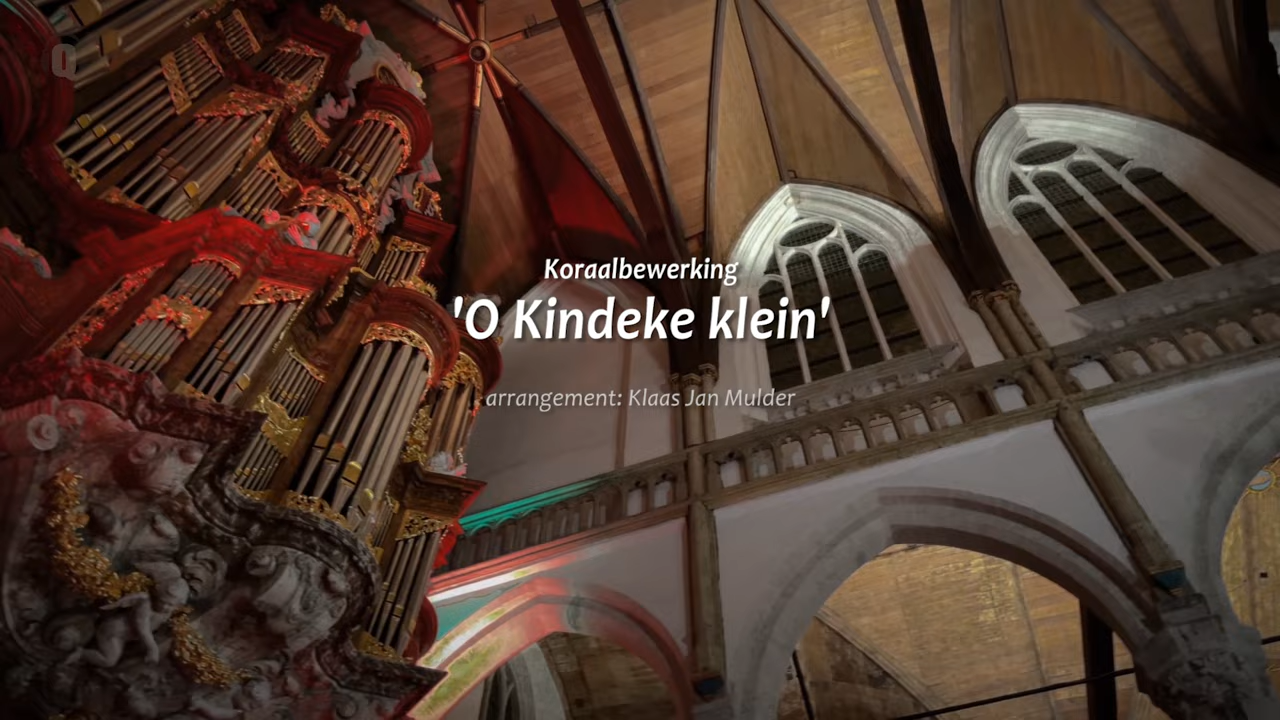 Koraalbewerking
'O Kindeke klein'
arrangement: Klaas Jan Mulder